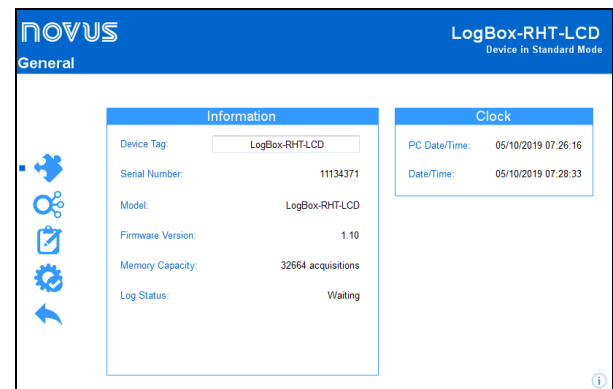 novus
LogBox-RHT-LCD
Device in Standard Mode
General
Information
Device Tag: LogBox-RHT-LCD
Serial Number: 11134371
Model: LogBox-RHT-LCD
Firmware Version: 1.10
Memory Capacity: 32664 acquisitions
Log Status: Waiting
Clock
PC Date/Time: 05/10/2019 07:26:16
Date/Time: 05/10/2019 07:28:33
i